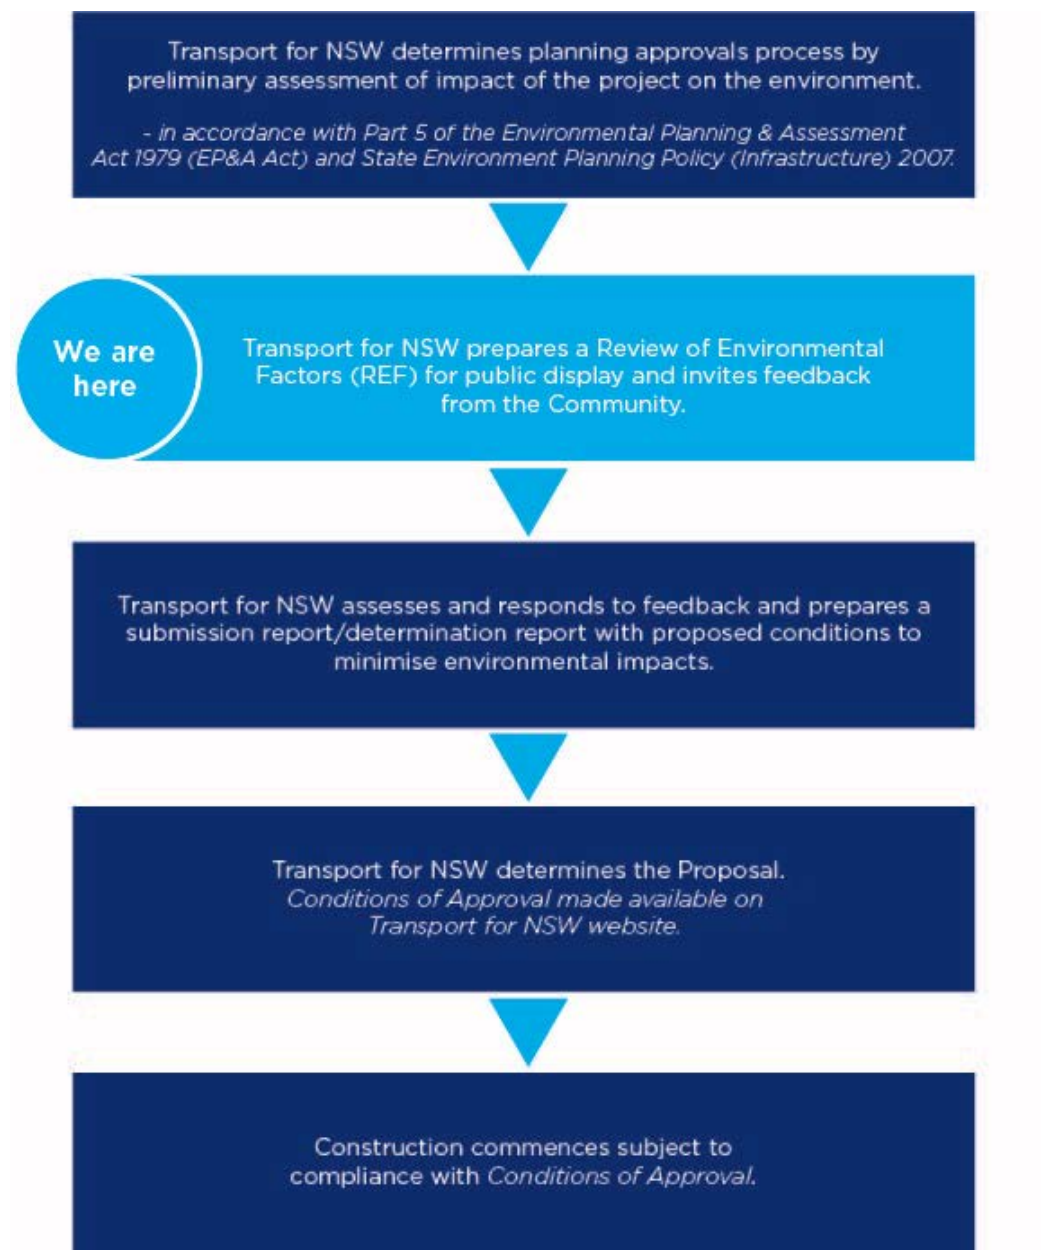 Transport for NSW determines planning approvals process by
preliminary assessment of impact of the project on the environment.
- in accordance with Part 5 of the Environmental Planning & Assessment
Act 1979 (EP&A Act) and State Environment Planning Policy (Infrastructure) 2007.
We are
here
Transport for NSW prepares a Review of Environmental
Factors (REF) for public display and invites feedback
from the Community.
Transport for NSW assesses and responds to feedback and prepares a
submission report/determination report with proposed conditions to
minimise environmental impacts.
Transport for NSW determines the Proposal.
Conditions of Approval made available on
Transport for NSW website.
Construction commences subject to
compliance with Conditions of Approval.